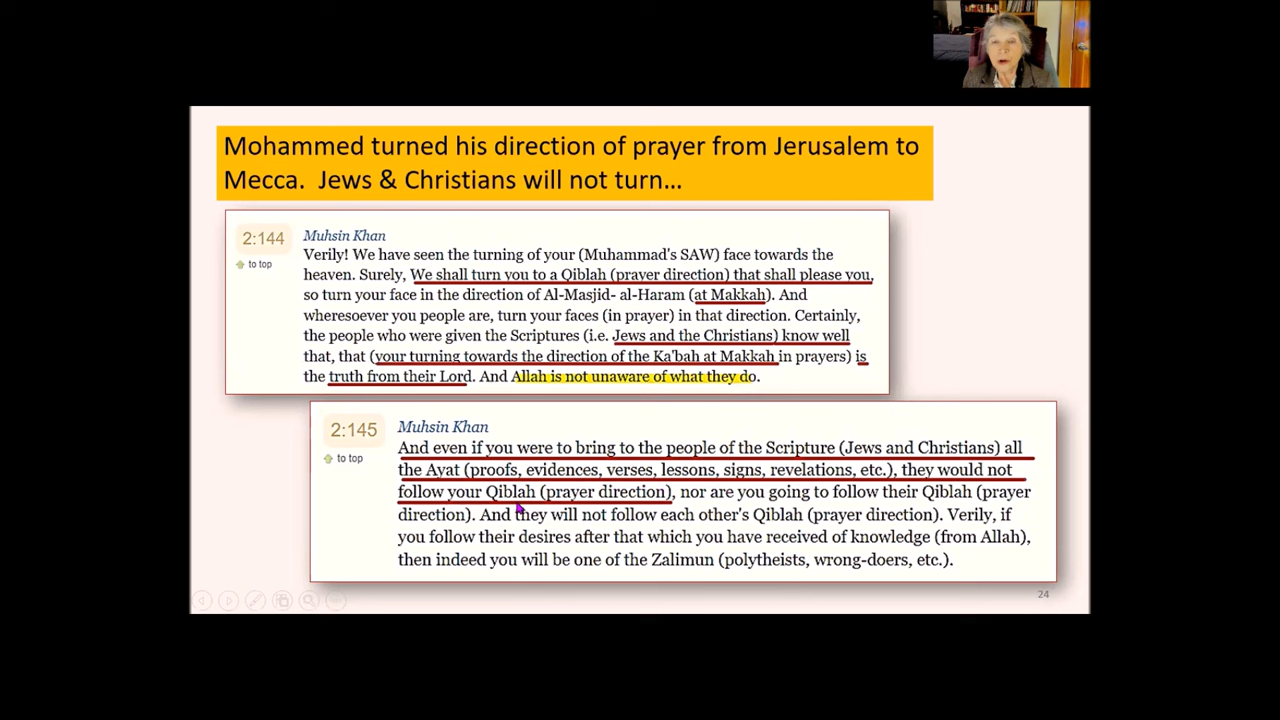 Mohammed turned his direction of prayer from Jerusalem to
Mecca. Jews & Christians will not turn...
2:144
to top
Muhsin Khan
Verily! We have seen the turning of your (Muhammad's SAW) face towards the
heaven. Surely, We shall turn you to a Qiblah (prayer direction) that shall please you,
so turn your face in the direction of Al-Masjid- al-Haram (at Makkah). And
wheresoever you people are, turn your faces (in prayer) in that direction. Certainly,
the people who were given the Scriptures (i.e. Jews and the Christians) know well
that, that (your turning towards the direction of the Ka'bah at Makkah in prayers) is
the truth from their Lord. And Allah is not unaware of what they do.
2:145
to top
Muhsin Khan
And even if you were to bring to the people of the Scripture (Jews and Christians) all
the Ayat (proofs, evidences, verses, lessons, signs, revelations, etc.), they would not
follow your Qiblah (prayer direction), nor are you going to follow their Qiblah (prayer
direction). And they will not follow each other's Qiblah (prayer direction). Verily, if
you follow their desires after that which you have received of knowledge (from Allah),
then indeed you will be one of the Zalimun (polytheists, wrong-doers, etc.).
24